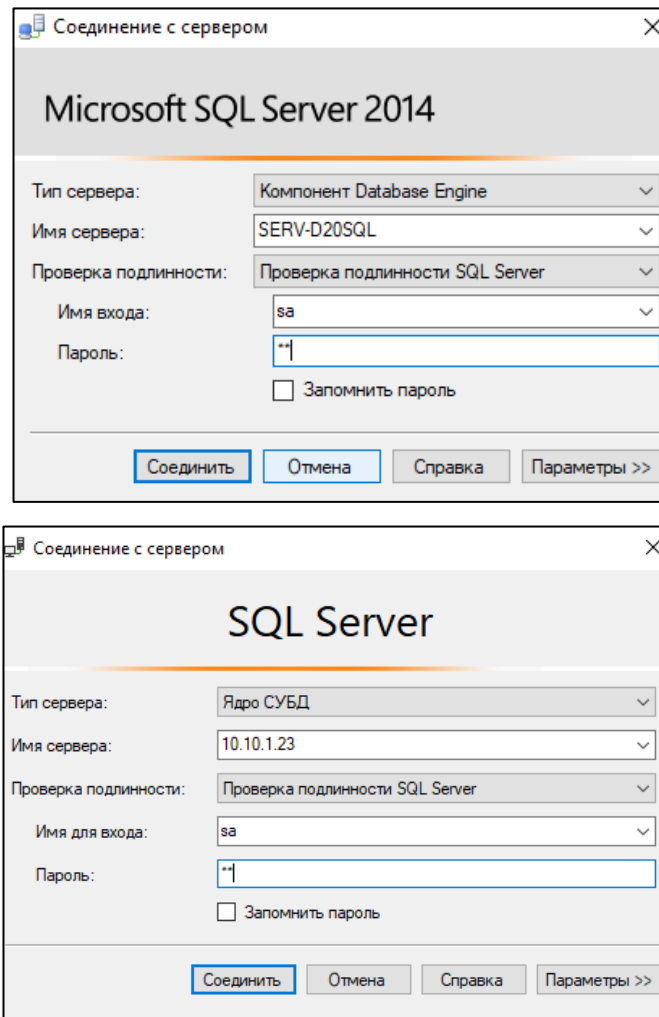 Соединение с сервером
Microsoft SQL Server 2014
Тип сервера: Компонент Database Engine
Имя сервера: SERV-D20SQL
Проверка подлинности: Проверка подлинности SQL Server
Имя входа: sa
Пароль: **
Запомнить пароль
Соединить Отмена Справка Параметры >>
Соединение с сервером
SQL Server
Тип сервера: Ядро СУБД
Имя сервера: 10.10.1.23
Проверка подлинности: Проверка подлинности SQL Server
Имя для входа: sa
Пароль: **
Запомнить пароль
Соединить Отмена Справка Параметры >>